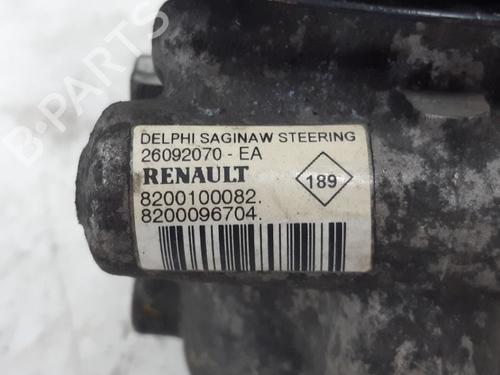 DELPHI SAGINAW STEERING
26092070 - EA
RENAULT
189
8200100082.
8200096704.
B-PARTS